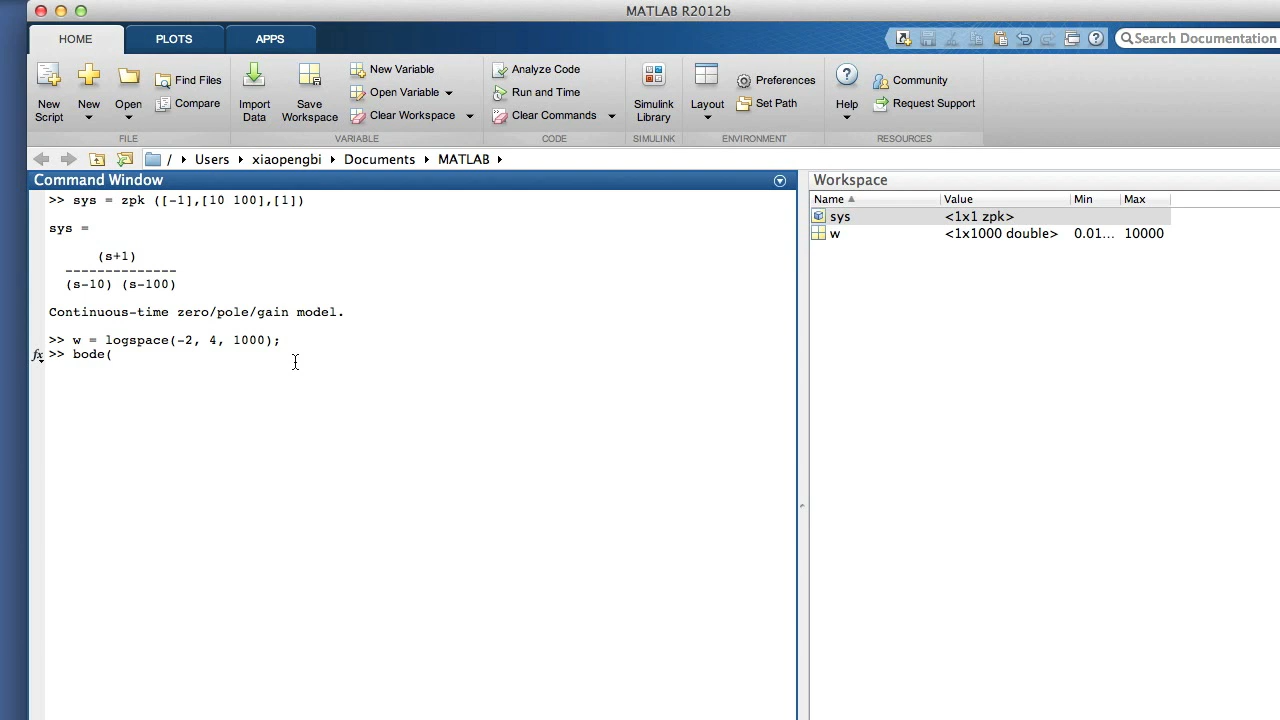 MATLAB R2012b
HOME PLOTS APPS Search Documentation
New Script New Open Find Files Compare
FILE
Import Data Save Workspace New Variable Open Variable Clear Workspace
VARIABLE
Analyze Code Run and Time Clear Commands
CODE
Simulink Library
SIMULINK
Layout Preferences Set Path
ENVIRONMENT
Help Community Request Support
RESOURCES
/ Users xiaopengbi Documents MATLAB
Command Window
>> sys = zpk ([-1],[10 100],[1])
sys =
(s+1)
--------------
(s-10) (s-100)
Continuous-time zero/pole/gain model.
>> w = logspace(-2, 4, 1000);
fx >> bode(
Workspace
Name Value Min Max
sys <1x1 zpk>
w <1x1000 double> 0.01... 10000